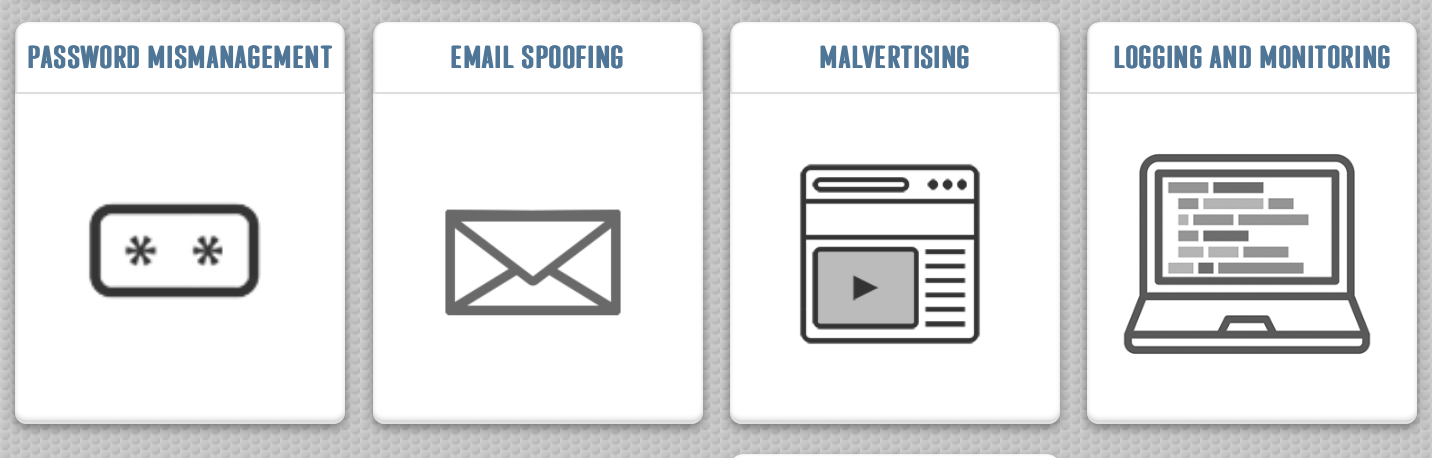 PASSWORD MISMANAGEMENT
EMAIL SPOOFING
MALVERTISING
LOGGING AND MONITORING
* *